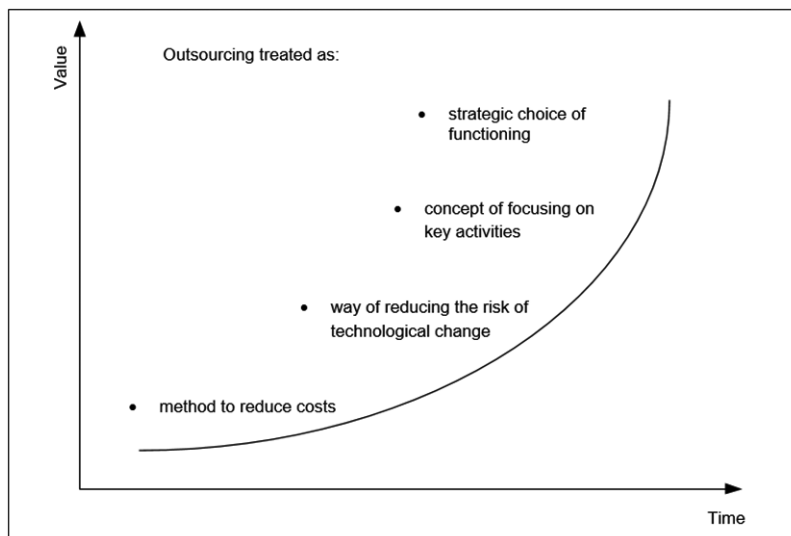 Value
Outsourcing treated as:
• strategic choice of
functioning
• concept of focusing on
key activities
• way of reducing the risk of
technological change
• method to reduce costs
Time